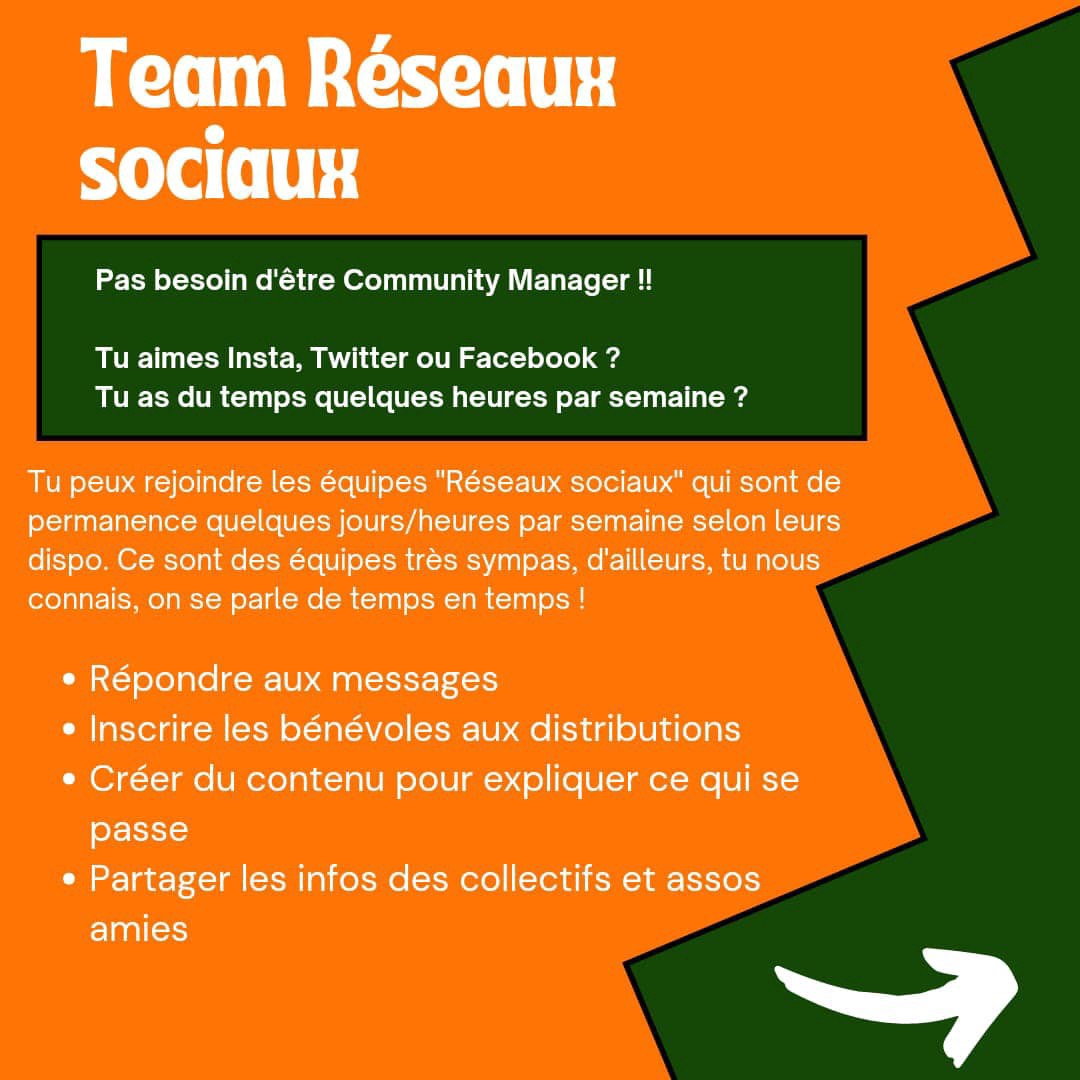 Team Réseaux
sociaux
Pas besoin d'être Community Manager !!
Tu aimes Insta, Twitter ou Facebook ?
Tu as du temps quelques heures par semaine ?
Tu peux rejoindre les équipes "Réseaux sociaux" qui sont de
permanence quelques jours/heures par semaine selon leurs
dispo. Ce sont des équipes très sympas, d'ailleurs, tu nous
connais, on se parle de temps en temps !
• Répondre aux messages
• Inscrire les bénévoles aux distributions
• Créer du contenu pour expliquer ce qui se
passe
• Partager les infos des collectifs et assos
amies